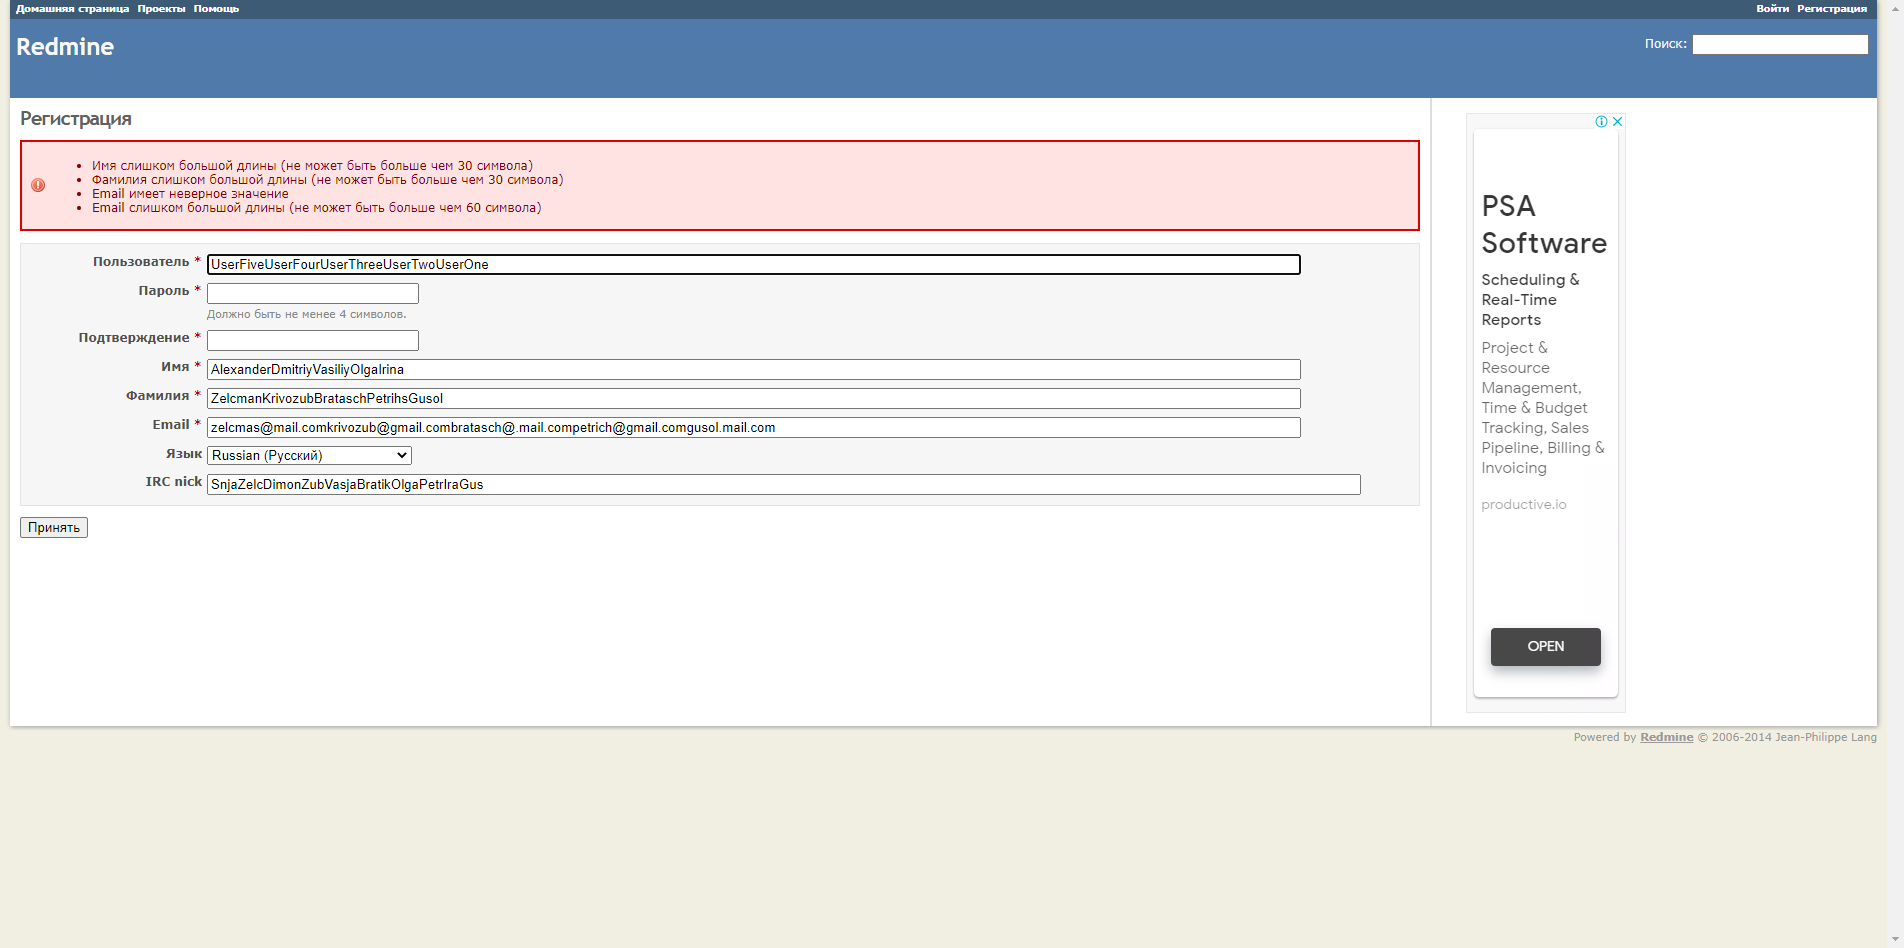 Домашняя страница Проекты Помощь
Войти Регистрация
Redmine
Поиск:
Регистрация
Имя слишком большой длины (не может быть больше чем 30 символа)
Фамилия слишком большой длины (не может быть больше чем 30 символа)
Email имеет неверное значение
Email слишком большой длины (не может быть больше чем 60 символа)
Пользователь * UserFiveUserFourUserThreeUserTwoUserOne
Пароль *
Должно быть не менее 4 символов.
Подтверждение *
Имя * AlexanderDmitriyVasiliyOlgaIrina
Фамилия * ZelcmanKrivozubBrataschPetrihsGusol
Email * zelcmas@mail.comkrivozub@gmail.combratasch@.mail.competrich@gmail.comgusol.mail.com
Язык Russian (Русский)
IRC nick SnjaZelcDimonZubVasjaBratikOlgaPetrIraGus
Принять
PSA
Software
Scheduling &
Real-Time
Reports
Project &
Resource
Management,
Time & Budget
Tracking, Sales
Pipeline, Billing &
Invoicing
productive.io
OPEN
Powered by Redmine © 2006-2014 Jean-Philippe Lang